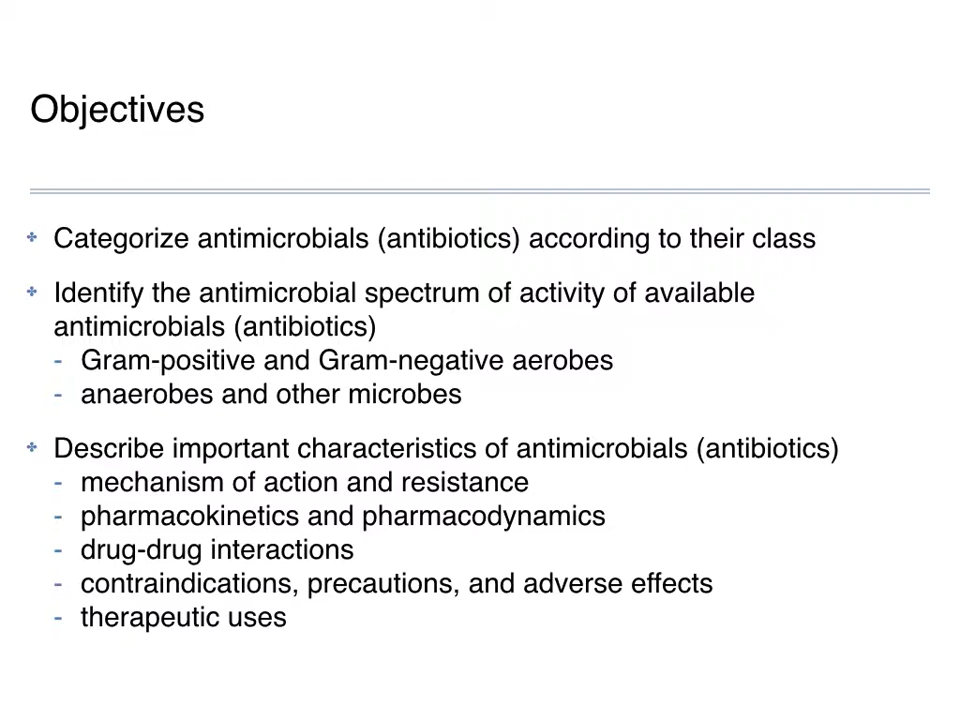 Objectives
Categorize antimicrobials (antibiotics) according to their class
Identify the antimicrobial spectrum of activity of available
antimicrobials (antibiotics)
- Gram-positive and Gram-negative aerobes
- anaerobes and other microbes
Describe important characteristics of antimicrobials (antibiotics)
- mechanism of action and resistance
- pharmacokinetics and pharmacodynamics
- drug-drug interactions
- contraindications, precautions, and adverse effects
- therapeutic uses